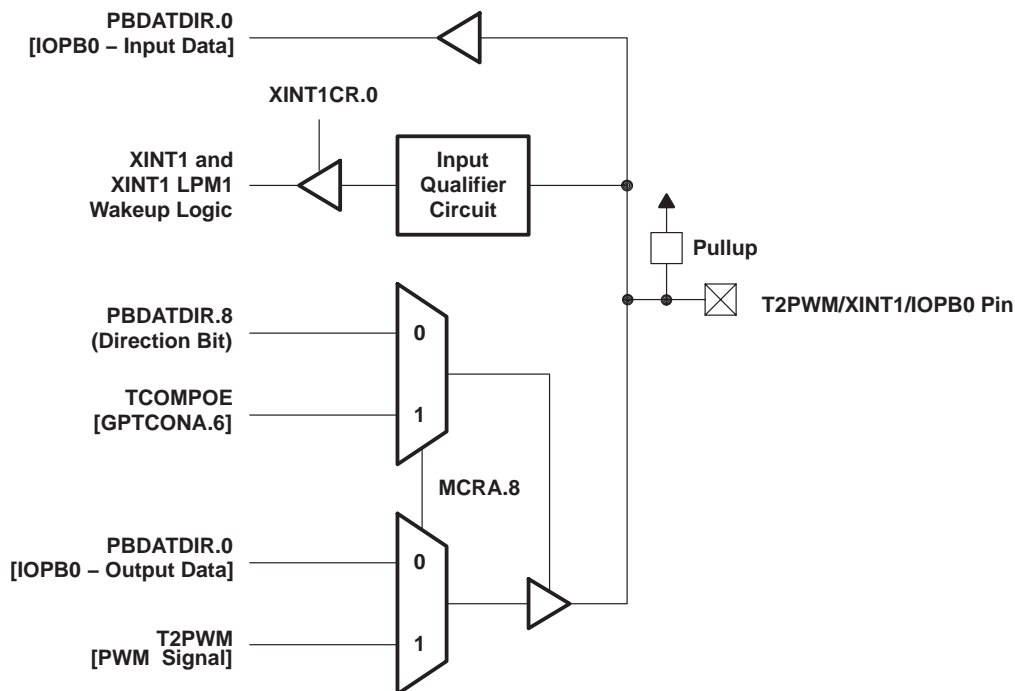 PBDATDIR.0
[IOPB0 – Input Data]
XINT1CR.0
XINT1 and
XINT1 LPM1
Wakeup Logic
Input
Qualifier
Circuit
Pullup
T2PWM/XINT1/IOPB0 Pin
PBDATDIR.8
(Direction Bit)
0
TCOMPOE
[GPTCONA.6]
1
MCRA.8
PBDATDIR.0
[IOPB0 – Output Data]
0
T2PWM
[PWM Signal]
1